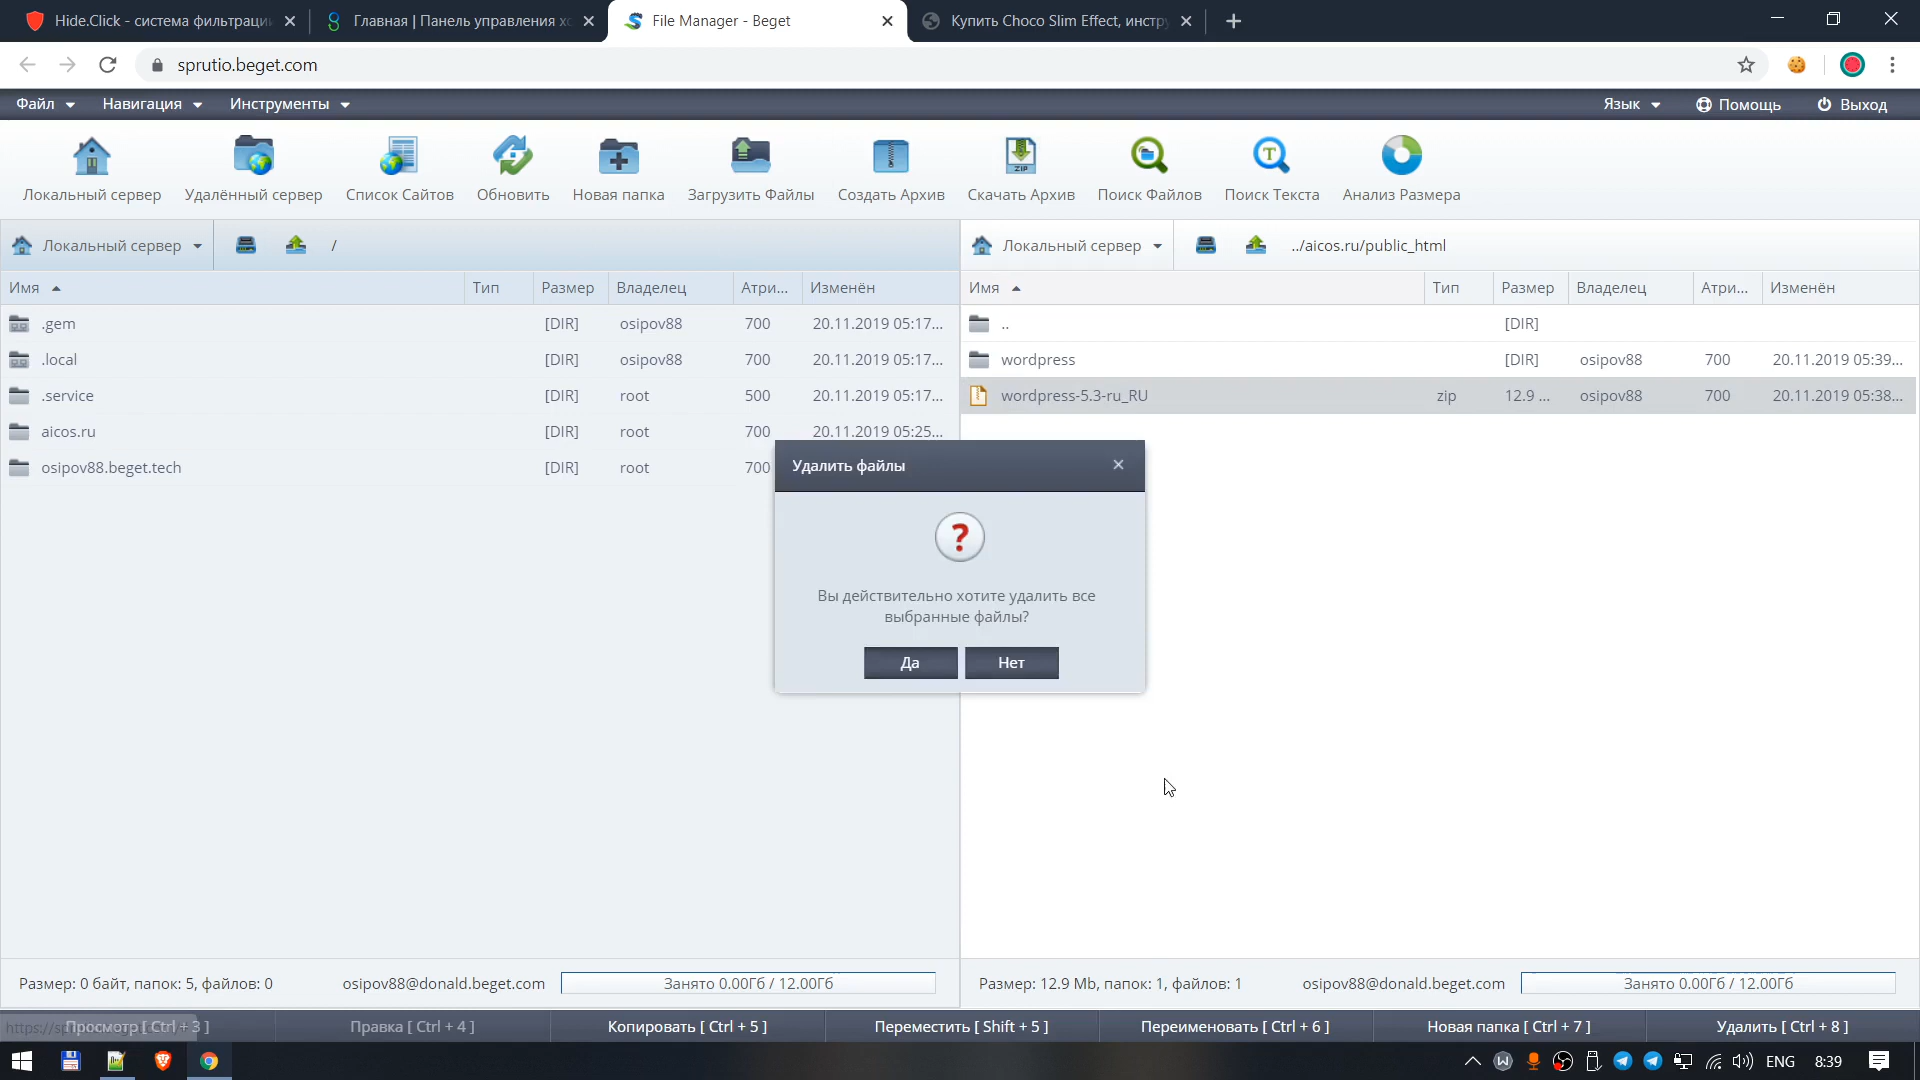 Hide.Click - система фильтрации
Главная | Панель управления хо
File Manager - Beget
Купить Choco Slim Effect, инстру
sprutio.beget.com
Файл
Навигация
Инструменты
Язык
Помощь
Выход
Локальный сервер
Удалённый сервер
Список Сайтов
Обновить
Новая папка
Загрузить Файлы
Создать Архив
Скачать Архив
Поиск Файлов
Поиск Текста
Анализ Размера
Локальный сервер
/
Имя Тип Размер Владелец Атри... Изменён
.gem [DIR] osipov88 700 20.11.2019 05:17...
.local [DIR] osipov88 700 20.11.2019 05:17...
.service [DIR] root 500 20.11.2019 05:17...
aicos.ru [DIR] root 700 20.11.2019 05:25...
osipov88.beget.tech [DIR] root 700
Локальный сервер
../aicos.ru/public_html
Имя Тип Размер Владелец Атри... Изменён
.. [DIR]
wordpress [DIR] osipov88 700 20.11.2019 05:39...
wordpress-5.3-ru_RU zip 12.9 ... osipov88 700 20.11.2019 05:38...
Удалить файлы
?
Вы действительно хотите удалить все
выбранные файлы?
Да
Нет
Размер: 0 байт, папок: 5, файлов: 0
osipov88@donald.beget.com
Занято 0.00Гб / 12.00Гб
Размер: 12.9 Mb, папок: 1, файлов: 1
osipov88@donald.beget.com
Занято 0.00Гб / 12.00Гб
Просмотр [ Ctrl + 3 ]
Правка [ Ctrl + 4 ]
Копировать [ Ctrl + 5 ]
Переместить [ Shift + 5 ]
Переименовать [ Ctrl + 6 ]
Новая папка [ Ctrl + 7 ]
Удалить [ Ctrl + 8 ]
ENG
8:39